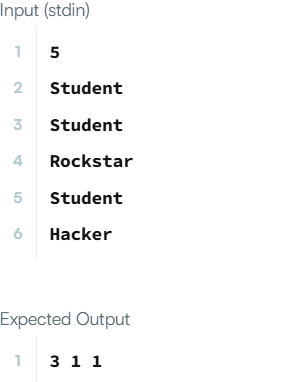 Input (stdin)
1 5
2 Student
3 Student
4 Rockstar
5 Student
6 Hacker
Expected Output
1 3 1 1